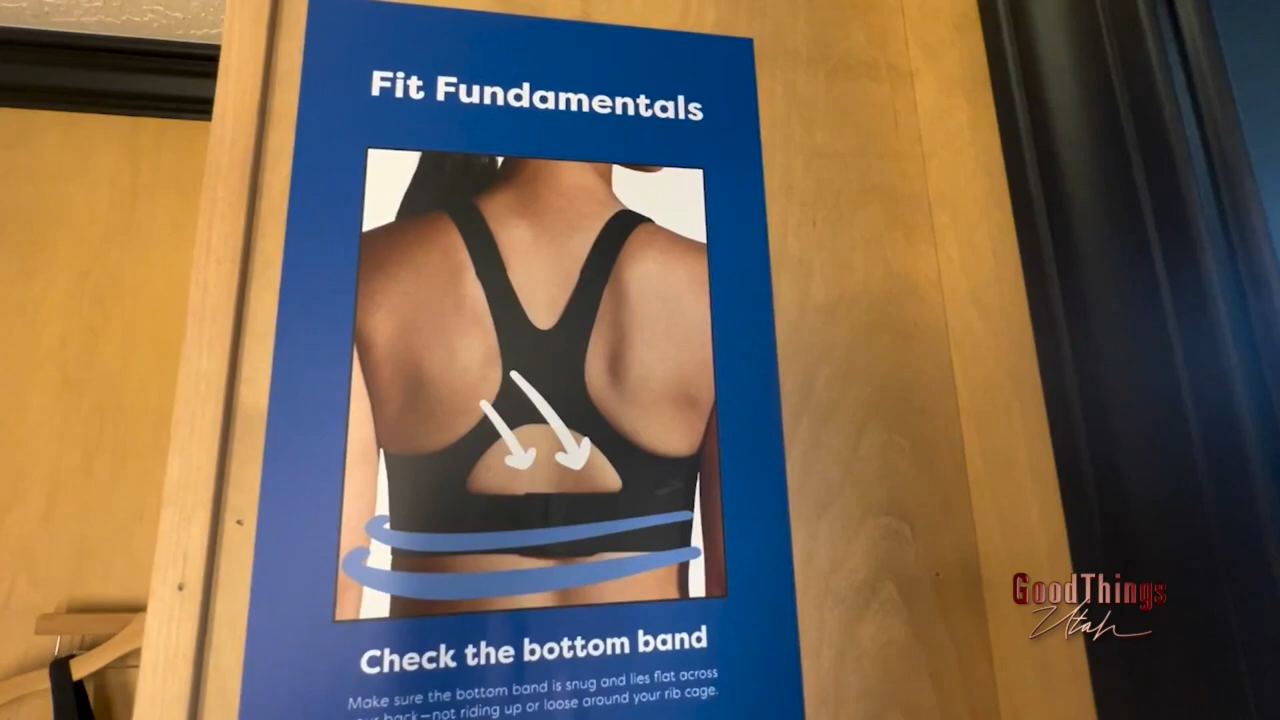 Fit Fundamentals
Check the bottom band
Make sure the bottom band is snug and lies flat across
your back—not riding up or loose around your rib cage.
GoodThings
Utah